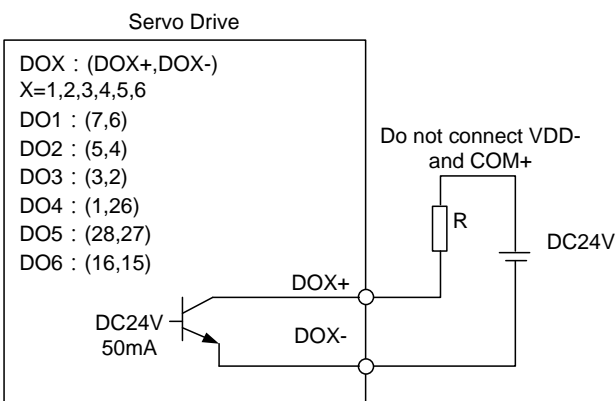 Servo Drive
DOX : (DOX+,DOX-)
X=1,2,3,4,5,6
DO1 : (7,6)
DO2 : (5,4)
DO3 : (3,2)
DO4 : (1,26)
DO5 : (28,27)
DO6 : (16,15)
Do not connect VDD-
and COM+
R
DC24V
DOX+
DC24V
50mA
DOX-